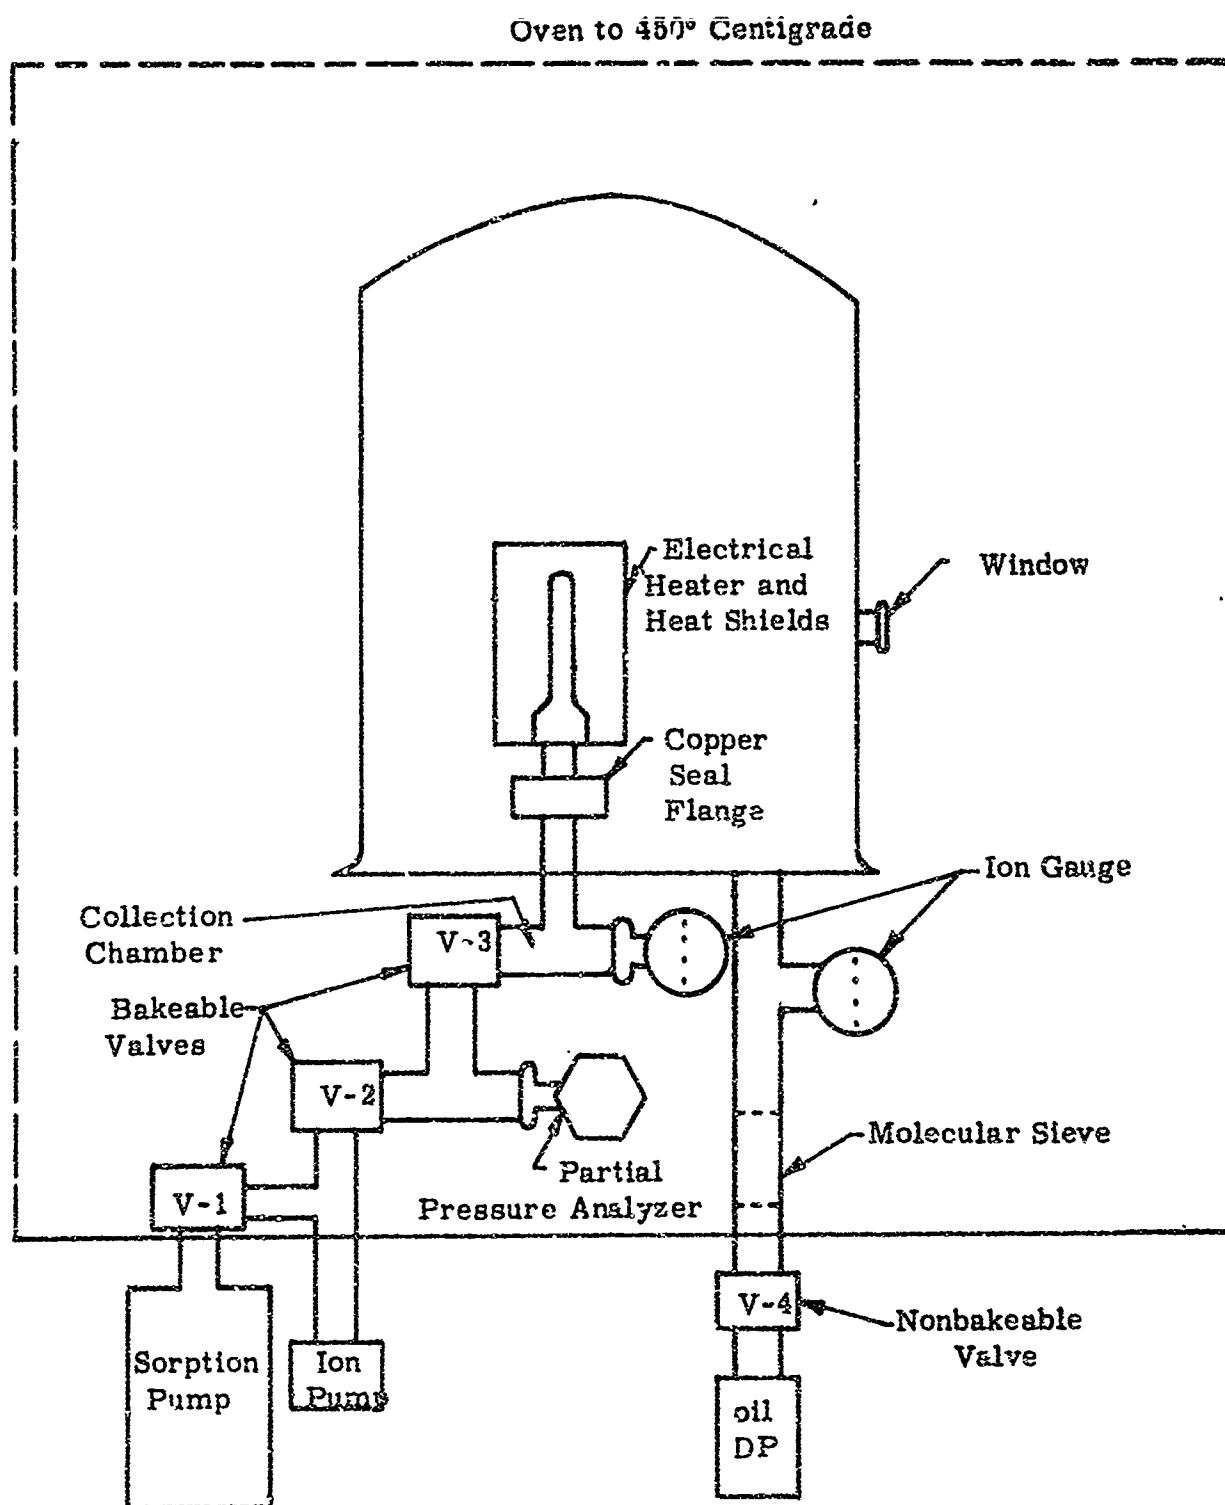 Oven to 450° Centigrade
Electrical
Heater and
Heat Shields
Window
Copper
Seal
Flange
Ion Gauge
Collection
Chamber
V-3
Bakeable
Valves
V-2
Molecular Sieve
Partial
Pressure Analyzer
V-1
V-4
Nonbakeable
Valve
Sorption
Pump
Ion
Pump
oil
DP